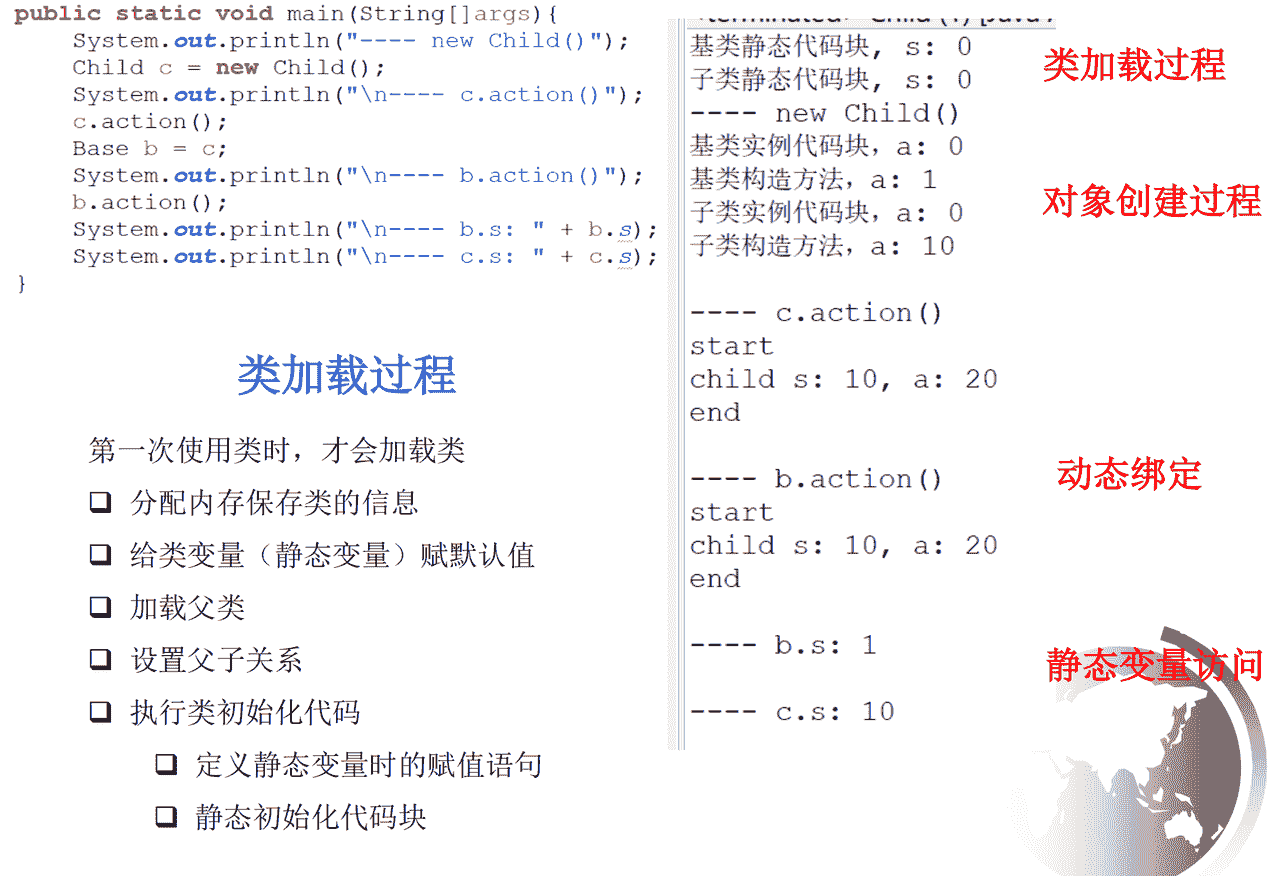 public static void main(String[]args){
System.out.println("---- new Child()");
Child c = new Child();
System.out.println("\n---- c.action()");
c.action();
Base b = c;
System.out.println("\n---- b.action()");
b.action();
System.out.println("\n---- b.s: " + b.s);
System.out.println("\n---- c.s: " + c.s);
}
类加载过程
第一次使用类时，才会加载类
分配内存保存类的信息
给类变量（静态变量）赋默认值
加载父类
设置父子关系
执行类初始化代码
定义静态变量时的赋值语句
静态初始化代码块
基类静态代码块, s: 0
子类静态代码块, s: 0
---- new Child()
基类实例代码块，a: 0
基类构造方法，a: 1
子类实例代码块，a: 0
子类构造方法，a: 10
---- c.action()
start
child s: 10, a: 20
end
---- b.action()
start
child s: 10, a: 20
end
---- b.s: 1
---- c.s: 10
类加载过程
对象创建过程
动态绑定
静态变量访问